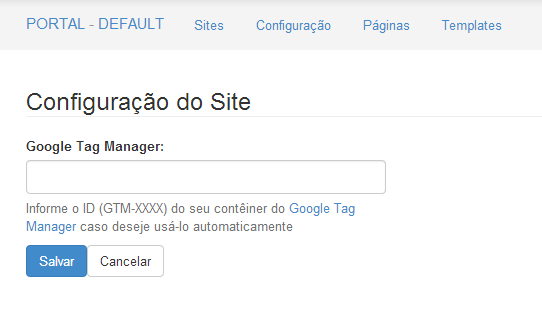 PORTAL - DEFAULT Sites Configuração Páginas Templates
Configuração do Site
Google Tag Manager:
Informe o ID (GTM-XXXX) do seu contêiner do Google Tag
Manager caso deseje usá-lo automaticamente
Salvar Cancelar